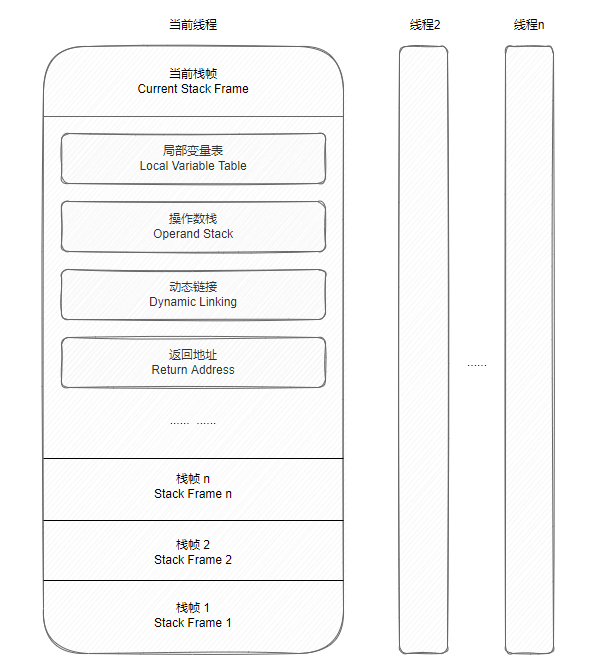 当前线程
线程2
线程n
当前栈帧
Current Stack Frame
局部变量表
Local Variable Table
操作数栈
Operand Stack
动态链接
Dynamic Linking
返回地址
Return Address
...... ......
......
栈帧 n
Stack Frame n
栈帧 2
Stack Frame 2
栈帧 1
Stack Frame 1